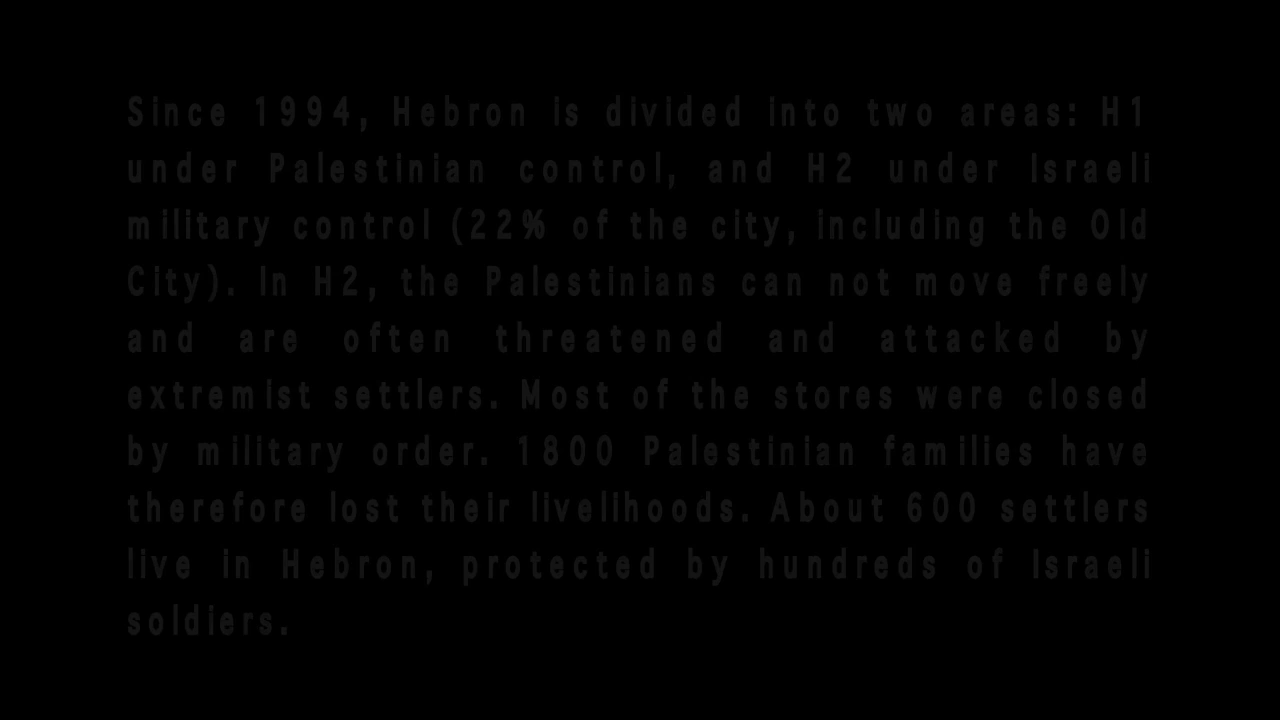 Since 1994, Hebron is divided into two areas: H1
under Palestinian control, and H2 under Israeli
military control (22% of the city, including the Old
City). In H2, the Palestinians can not move freely
and are often threatened and attacked by
extremist settlers. Most of the stores were closed
by military order. 1800 Palestinian families have
therefore lost their livelihoods. About 600 settlers
live in Hebron, protected by hundreds of Israeli
soldiers.